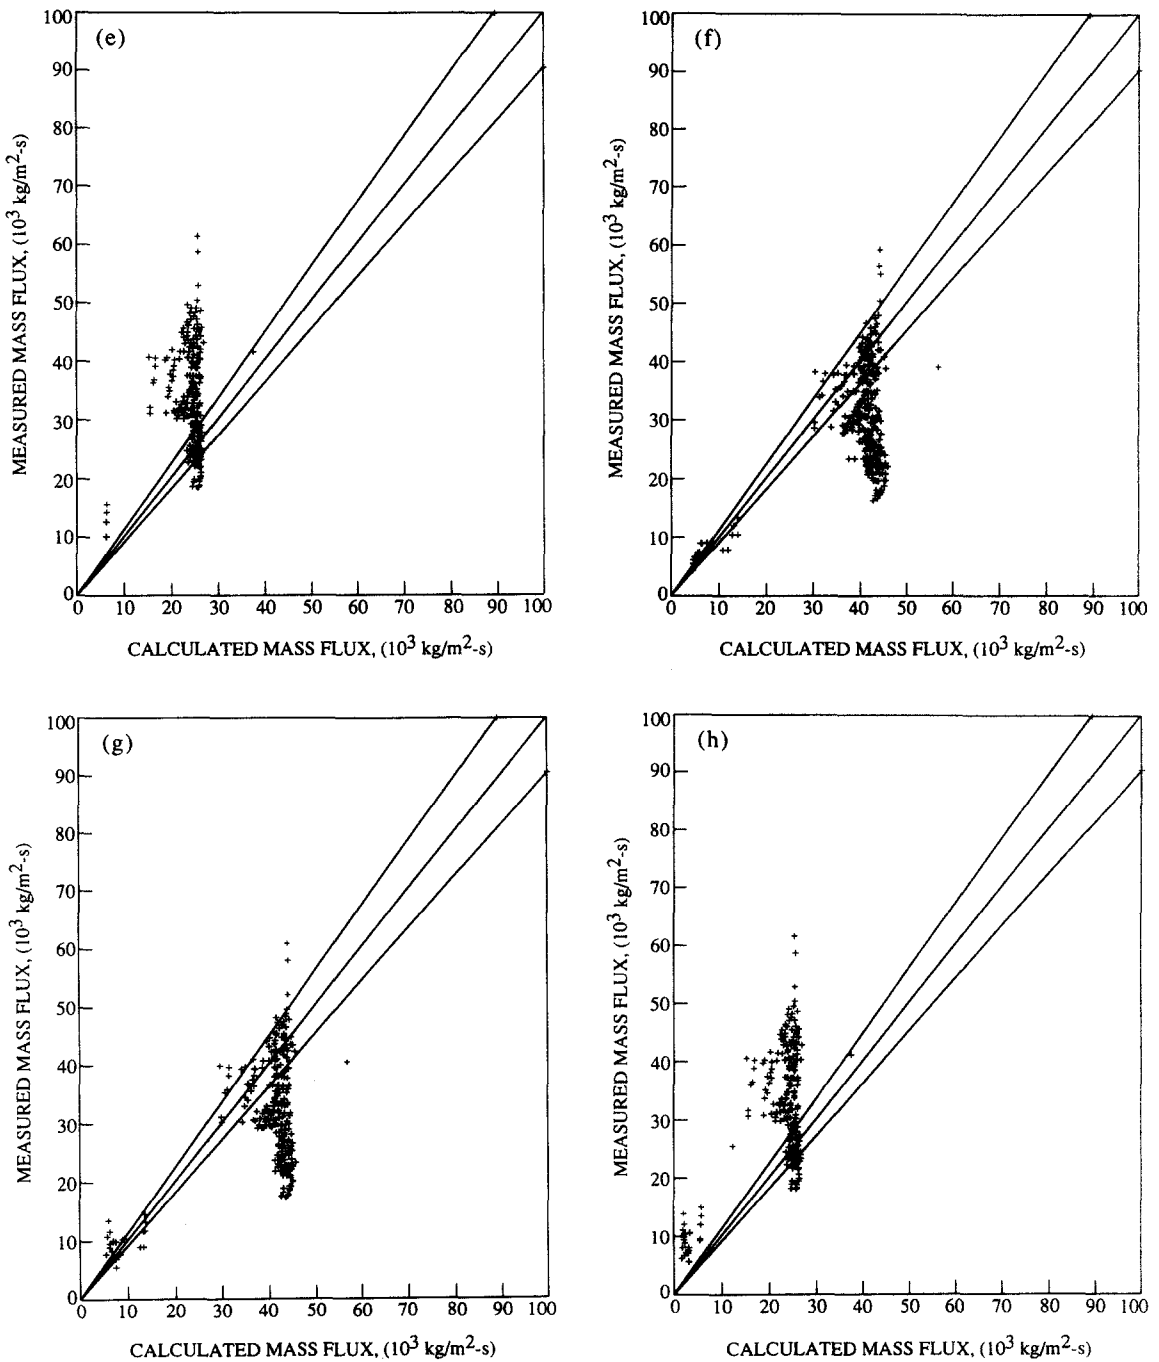 (e)
100
90
80
70
60
50
40
30
20
10
0
MEASURED MASS FLUX, (10³ kg/m²-s)
0 10 20 30 40 50 60 70 80 90 100
CALCULATED MASS FLUX, (10³ kg/m²-s)
(f)
100
90
80
70
60
50
40
30
20
10
0
MEASURED MASS FLUX, (10³ kg/m²-s)
0 10 20 30 40 50 60 70 80 90 100
CALCULATED MASS FLUX, (10³ kg/m²-s)
(g)
100
90
80
70
60
50
40
30
20
10
0
MEASURED MASS FLUX, (10³ kg/m²-s)
0 10 20 30 40 50 60 70 80 90 100
CALCULATED MASS FLUX, (10³ kg/m²-s)
(h)
100
90
80
70
60
50
40
30
20
10
0
MEASURED MASS FLUX, (10³ kg/m²-s)
0 10 20 30 40 50 60 70 80 90 100
CALCULATED MASS FLUX, (10³ kg/m²-s)